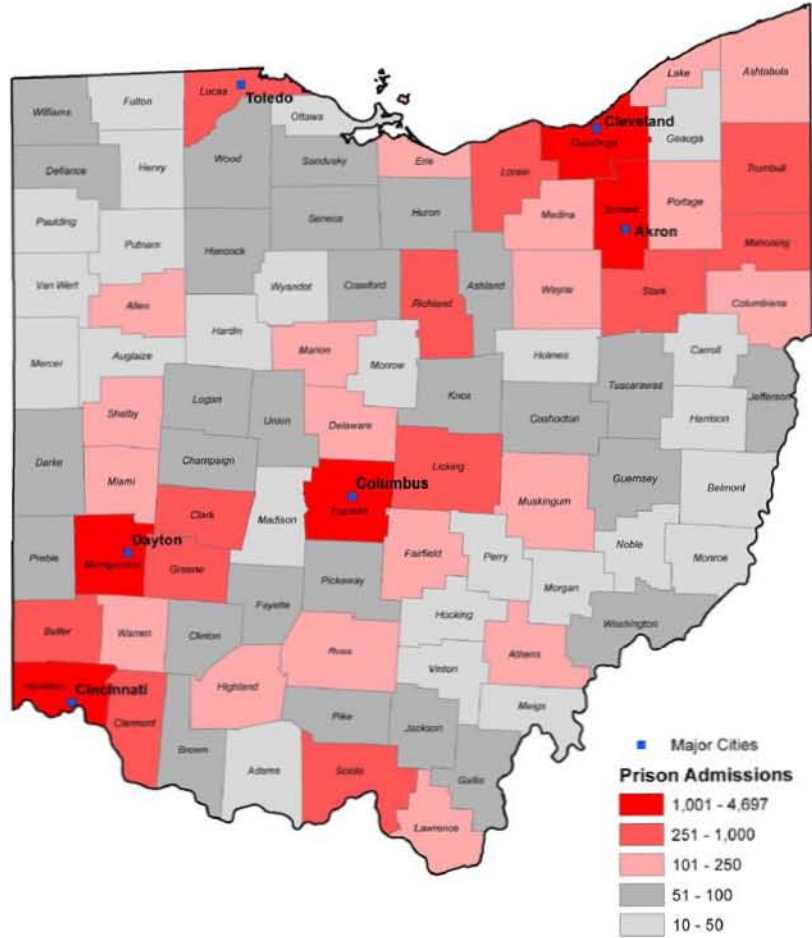 Lake
Ashtabula
Lucas
Toledo
Williams
Fulton
Ottawa
Cleveland
Cuyahoga
Geauga
Defiance
Henry
Wood
Sandusky
Erie
Lorain
Trumbull
Paulding
Putnam
Hancock
Seneca
Huron
Medina
Summit
Akron
Portage
Mahoning
Van Wert
Allen
Wyandot
Crawford
Richland
Ashland
Wayne
Stark
Columbiana
Mercer
Auglaize
Hardin
Marion
Morrow
Holmes
Carroll
Tuscarawas
Jefferson
Shelby
Logan
Union
Delaware
Knox
Coshocton
Harrison
Darke
Champaign
Licking
Guernsey
Belmont
Miami
Clark
Madison
Columbus
Franklin
Muskingum
Preble
Dayton
Montgomery
Greene
Fairfield
Perry
Noble
Monroe
Pickaway
Morgan
Fayette
Hocking
Washington
Butler
Warren
Clinton
Ross
Athens
Vinton
Hamilton
Cincinnati
Highland
Meigs
Clermont
Pike
Jackson
Brown
Adams
Scioto
Gallia
Lawrence
Major Cities
Prison Admissions
1,001 - 4,697
251 - 1,000
101 - 250
51 - 100
10 - 50